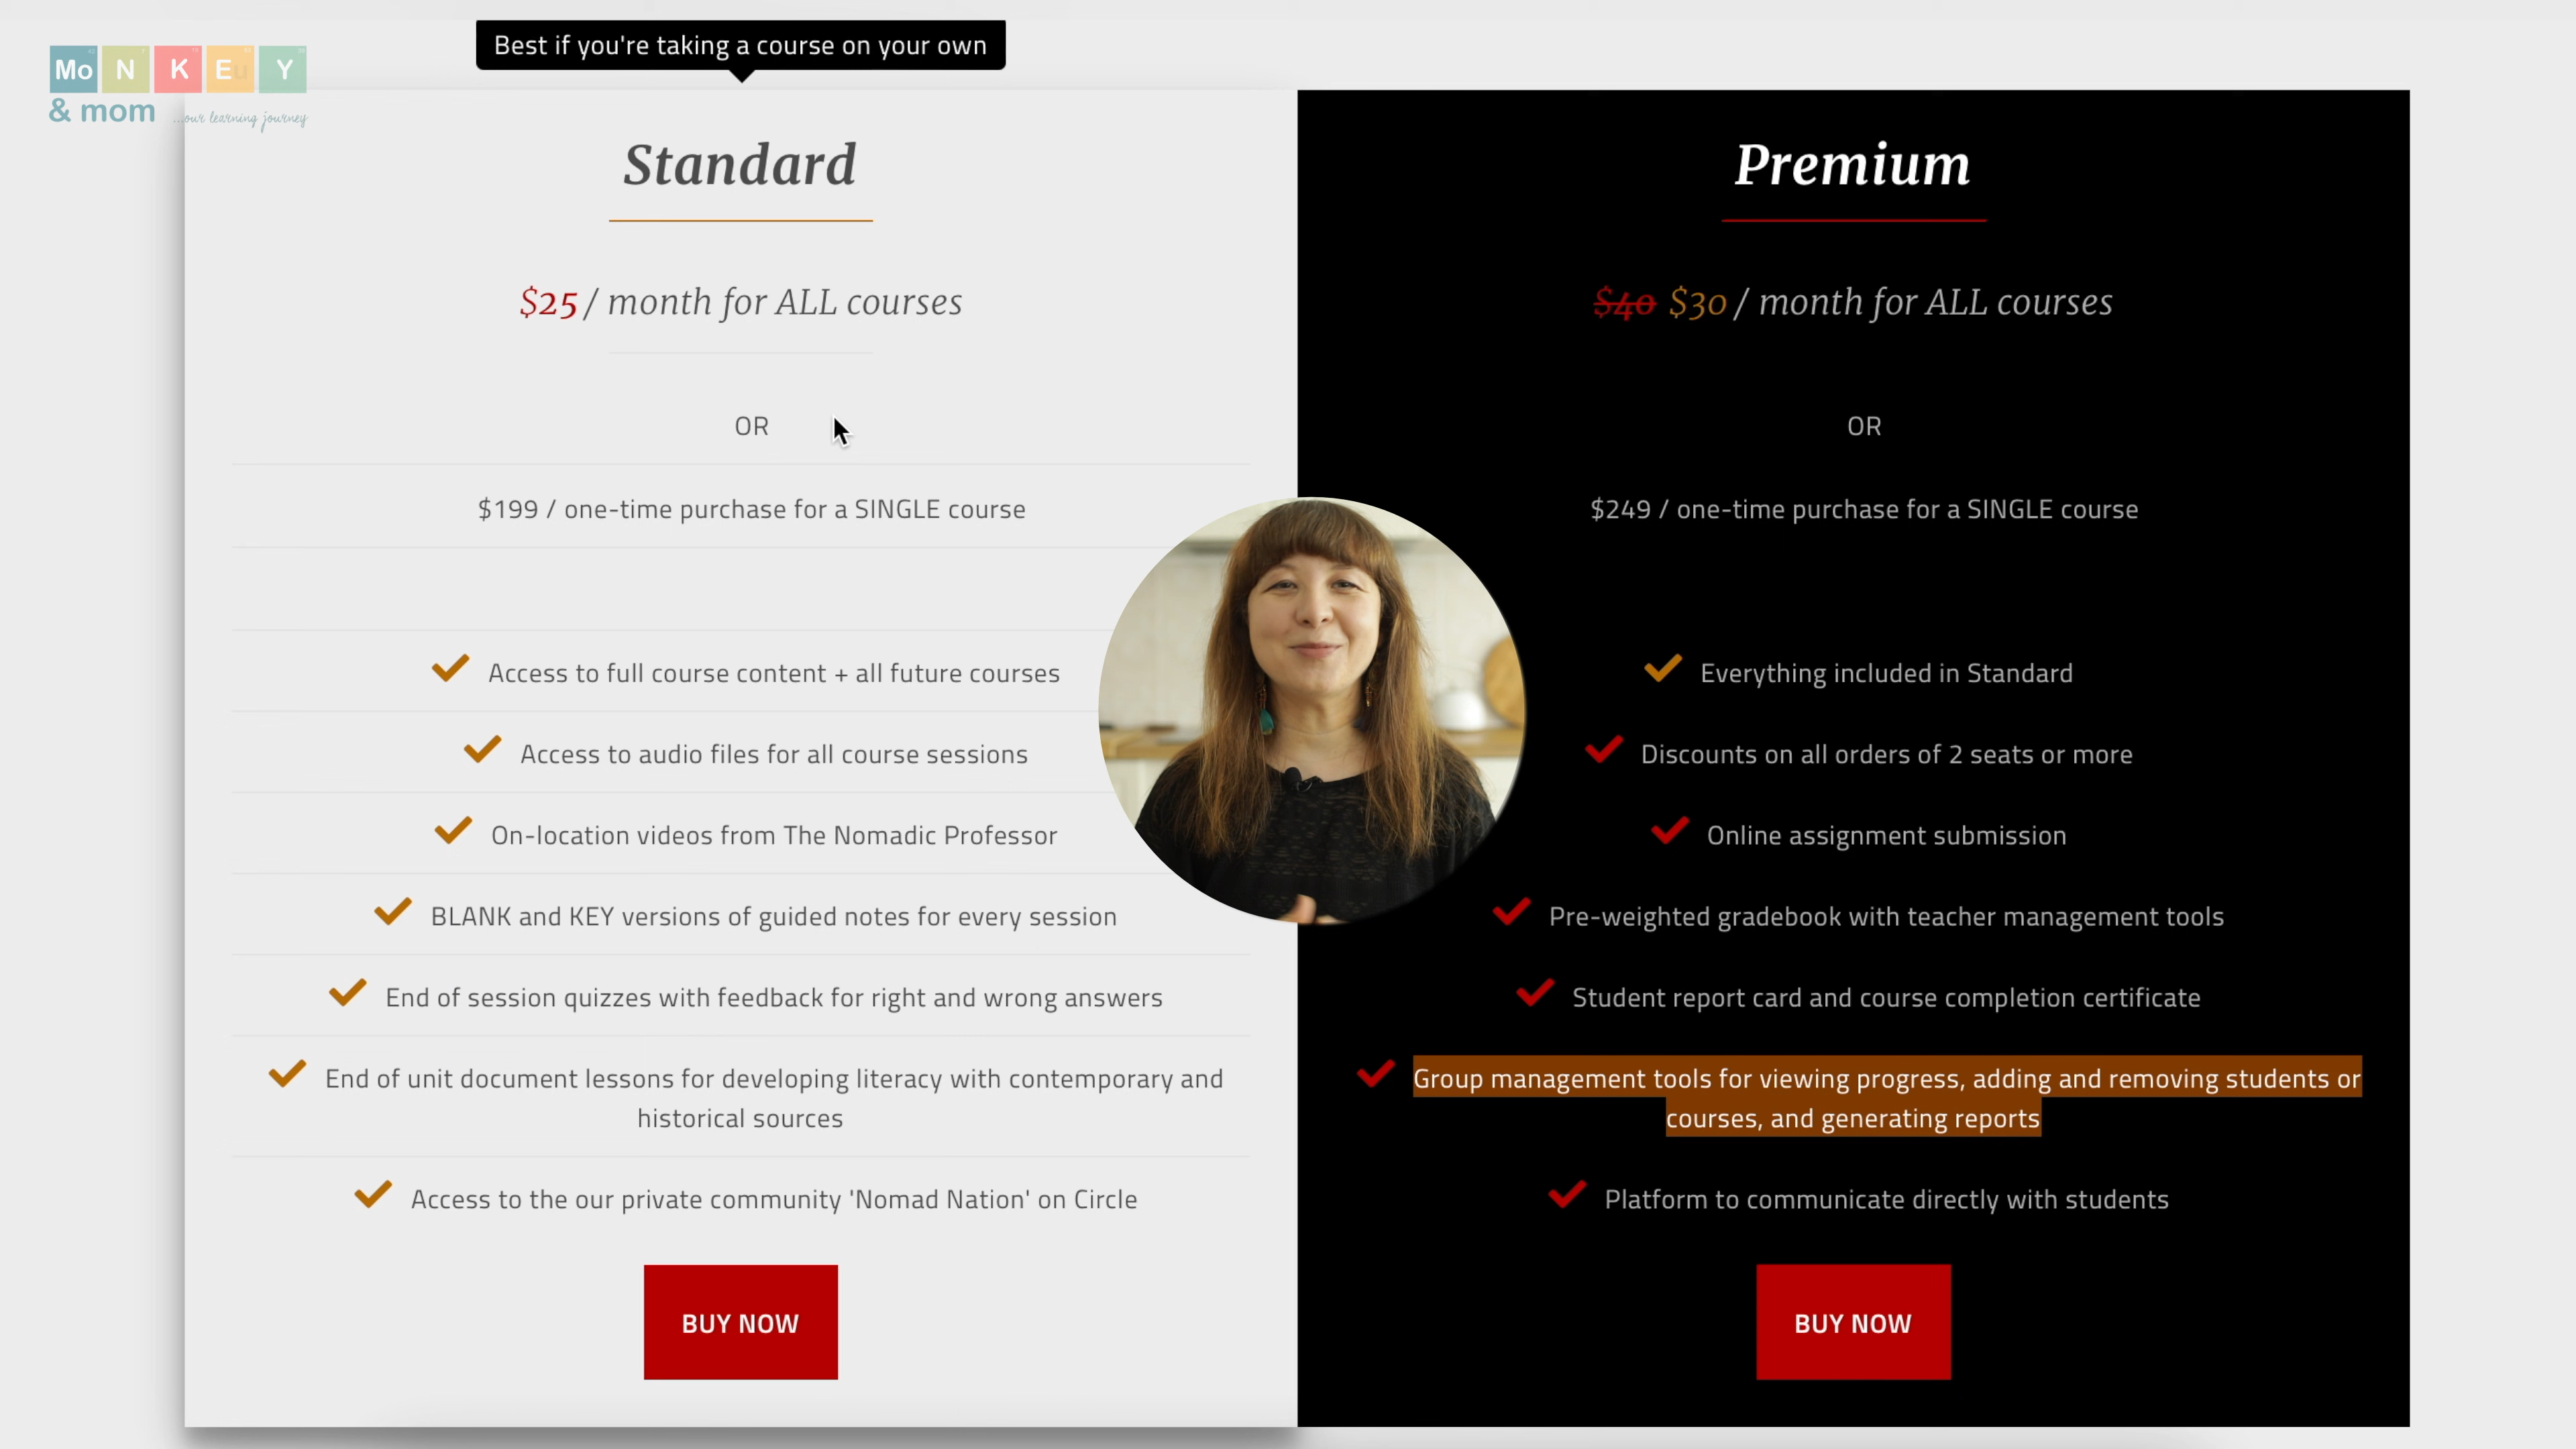 Best if you're taking a course on your own
Mo N K Eu Y
& mom ...our learning journey
Standard
$25 / month for ALL courses
OR
$199 / one-time purchase for a SINGLE course
Access to full course content + all future courses
Access to audio files for all course sessions
On-location videos from The Nomadic Professor
BLANK and KEY versions of guided notes for every session
End of session quizzes with feedback for right and wrong answers
End of unit document lessons for developing literacy with contemporary and
historical sources
Access to the our private community 'Nomad Nation' on Circle
BUY NOW
Premium
$40 $30 / month for ALL courses
OR
$249 / one-time purchase for a SINGLE course
Everything included in Standard
Discounts on all orders of 2 seats or more
Online assignment submission
Pre-weighted gradebook with teacher management tools
Student report card and course completion certificate
Group management tools for viewing progress, adding and removing students or
courses, and generating reports
Platform to communicate directly with students
BUY NOW